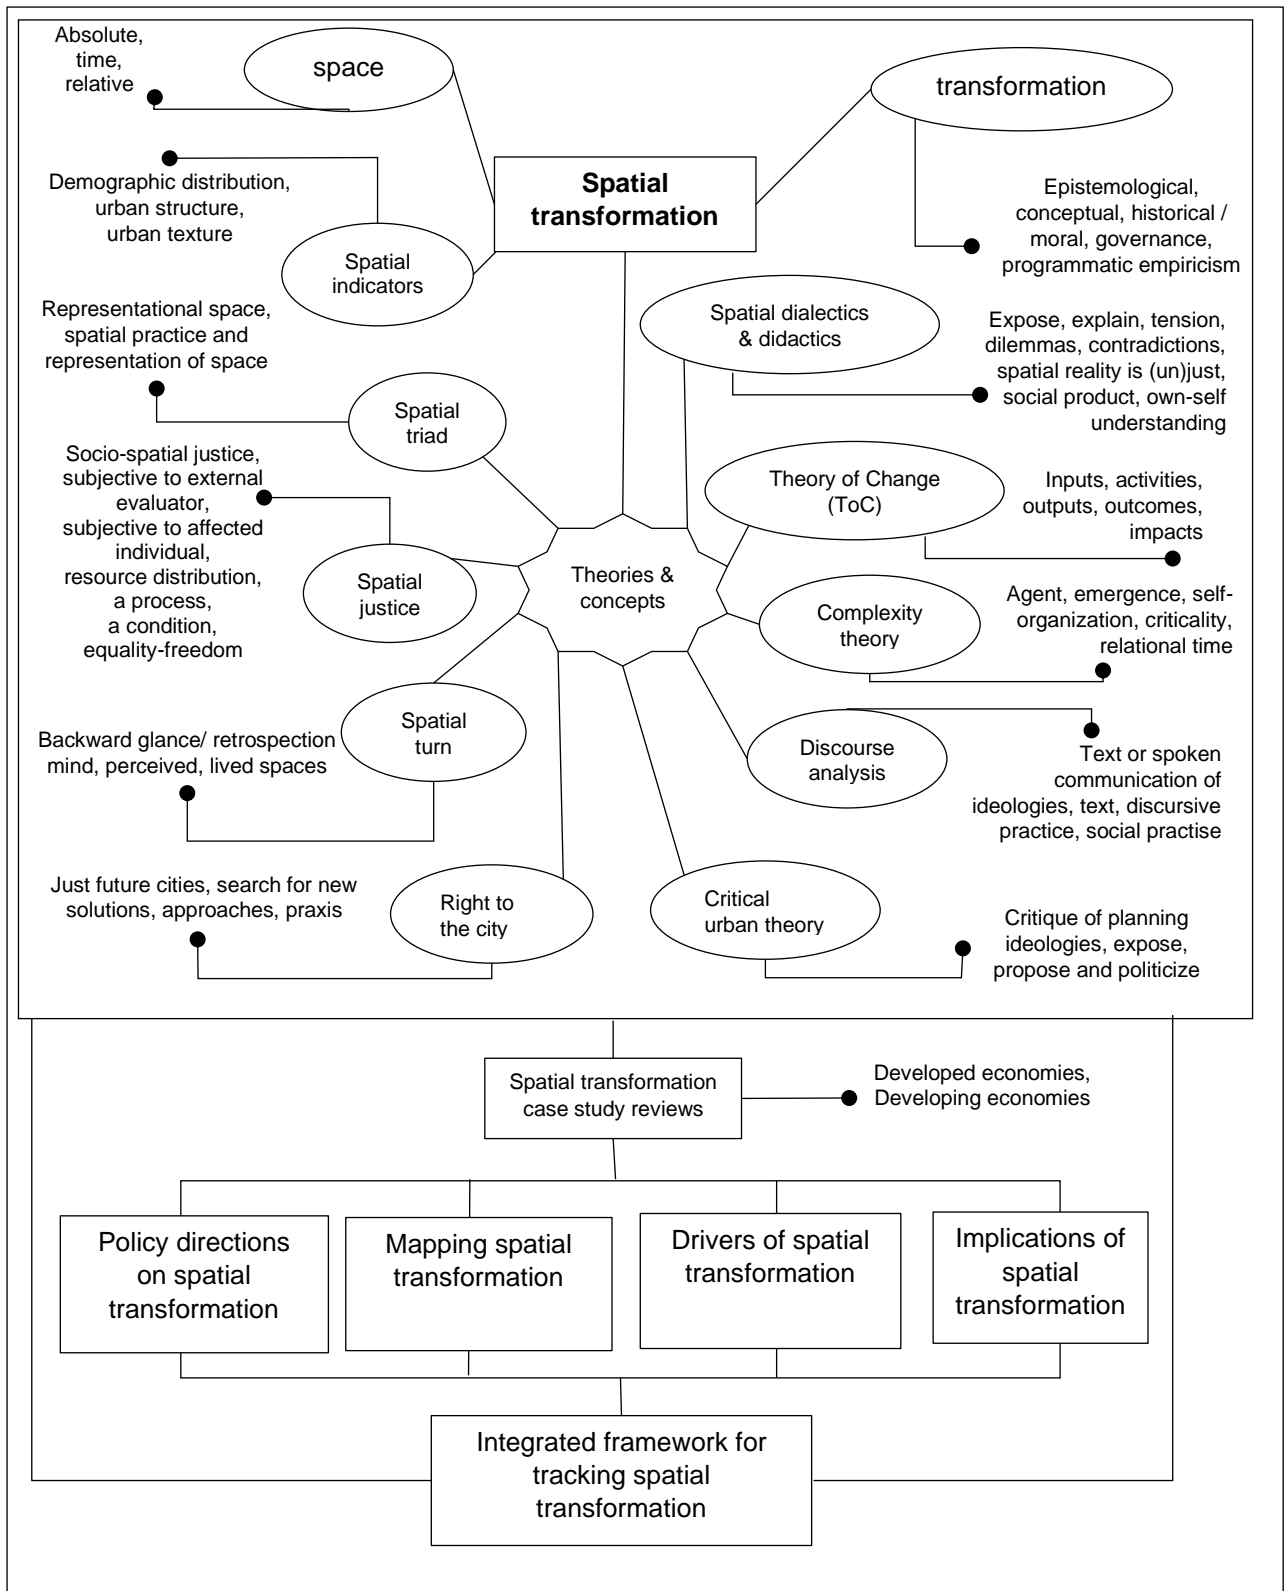 Absolute,
time,
relative
space
transformation
Spatial
transformation
Demographic distribution,
urban structure,
urban texture
Spatial
indicators
Epistemological,
conceptual, historical /
moral, governance,
programmatic empiricism
Representational space,
spatial practice and
representation of space
Spatial
triad
Spatial dialectics
& didactics
Expose, explain, tension,
dilemmas, contradictions,
spatial reality is (un)just,
social product, own-self
understanding
Socio-spatial justice,
subjective to external
evaluator,
subjective to affected
individual,
resource distribution,
a process,
a condition,
equality-freedom
Spatial
justice
Theories &
concepts
Theory of Change
(ToC)
Inputs, activities,
outputs, outcomes,
impacts
Complexity
theory
Agent, emergence, self-
organization, criticality,
relational time
Spatial
turn
Backward glance/ retrospection
mind, perceived, lived spaces
Discourse
analysis
Text or spoken
communication of
ideologies, text, discursive
practice, social practise
Just future cities, search for new
solutions, approaches, praxis
Right to
the city
Critical
urban theory
Critique of planning
ideologies, expose,
propose and politicize
Spatial transformation
case study reviews
Developed economies,
Developing economies
Policy directions
on spatial
transformation
Mapping spatial
transformation
Drivers of spatial
transformation
Implications of
spatial
transformation
Integrated framework for
tracking spatial
transformation